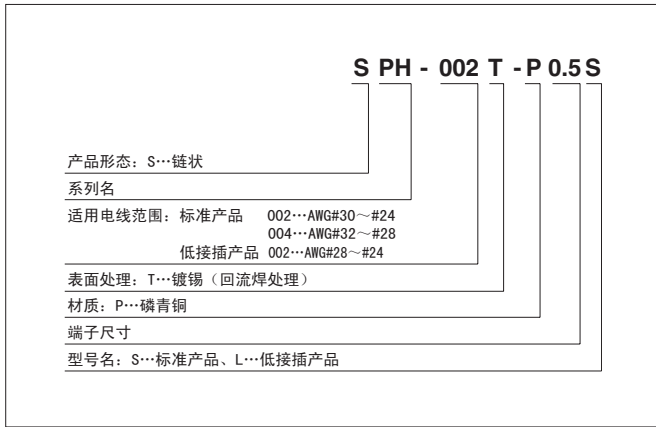 S PH - 002 T - P 0.5 S
产品形态：S…链状
系列名
适用电线范围：标准产品 002…AWG#30～#24
004…AWG#32～#28
低接插产品 002…AWG#28～#24
表面处理：T…镀锡（回流焊处理）
材质：P…磷青铜
端子尺寸
型号名：S…标准产品、L…低接插产品